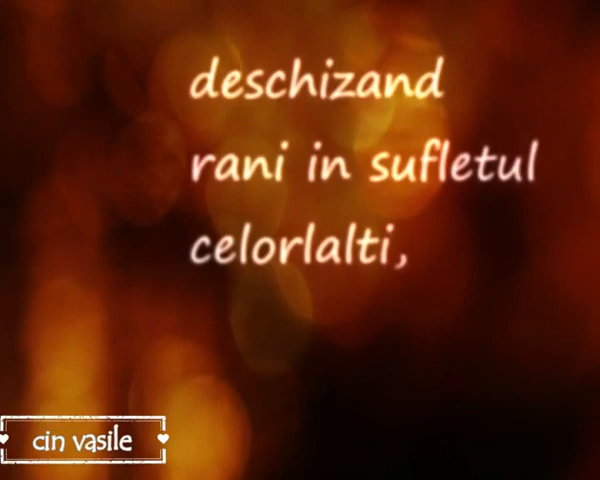 deschizand
rani in sufletul
celorlalti,
cin vasile